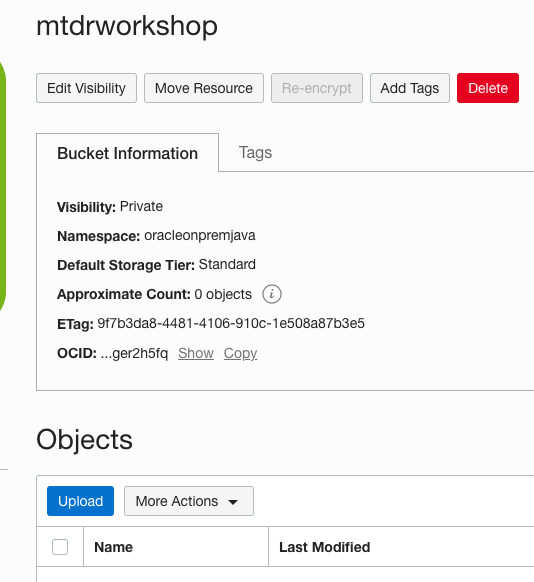 mtdrworkshop
Edit Visibility Move Resource Re-encrypt Add Tags Delete
Bucket Information Tags
Visibility: Private
Namespace: oracleonpremjava
Default Storage Tier: Standard
Approximate Count: 0 objects i
ETag: 9f7b3da8-4481-4106-910c-1e508a87b3e5
OCID: ...ger2h5fq Show Copy
Objects
Upload More Actions
Name Last Modified